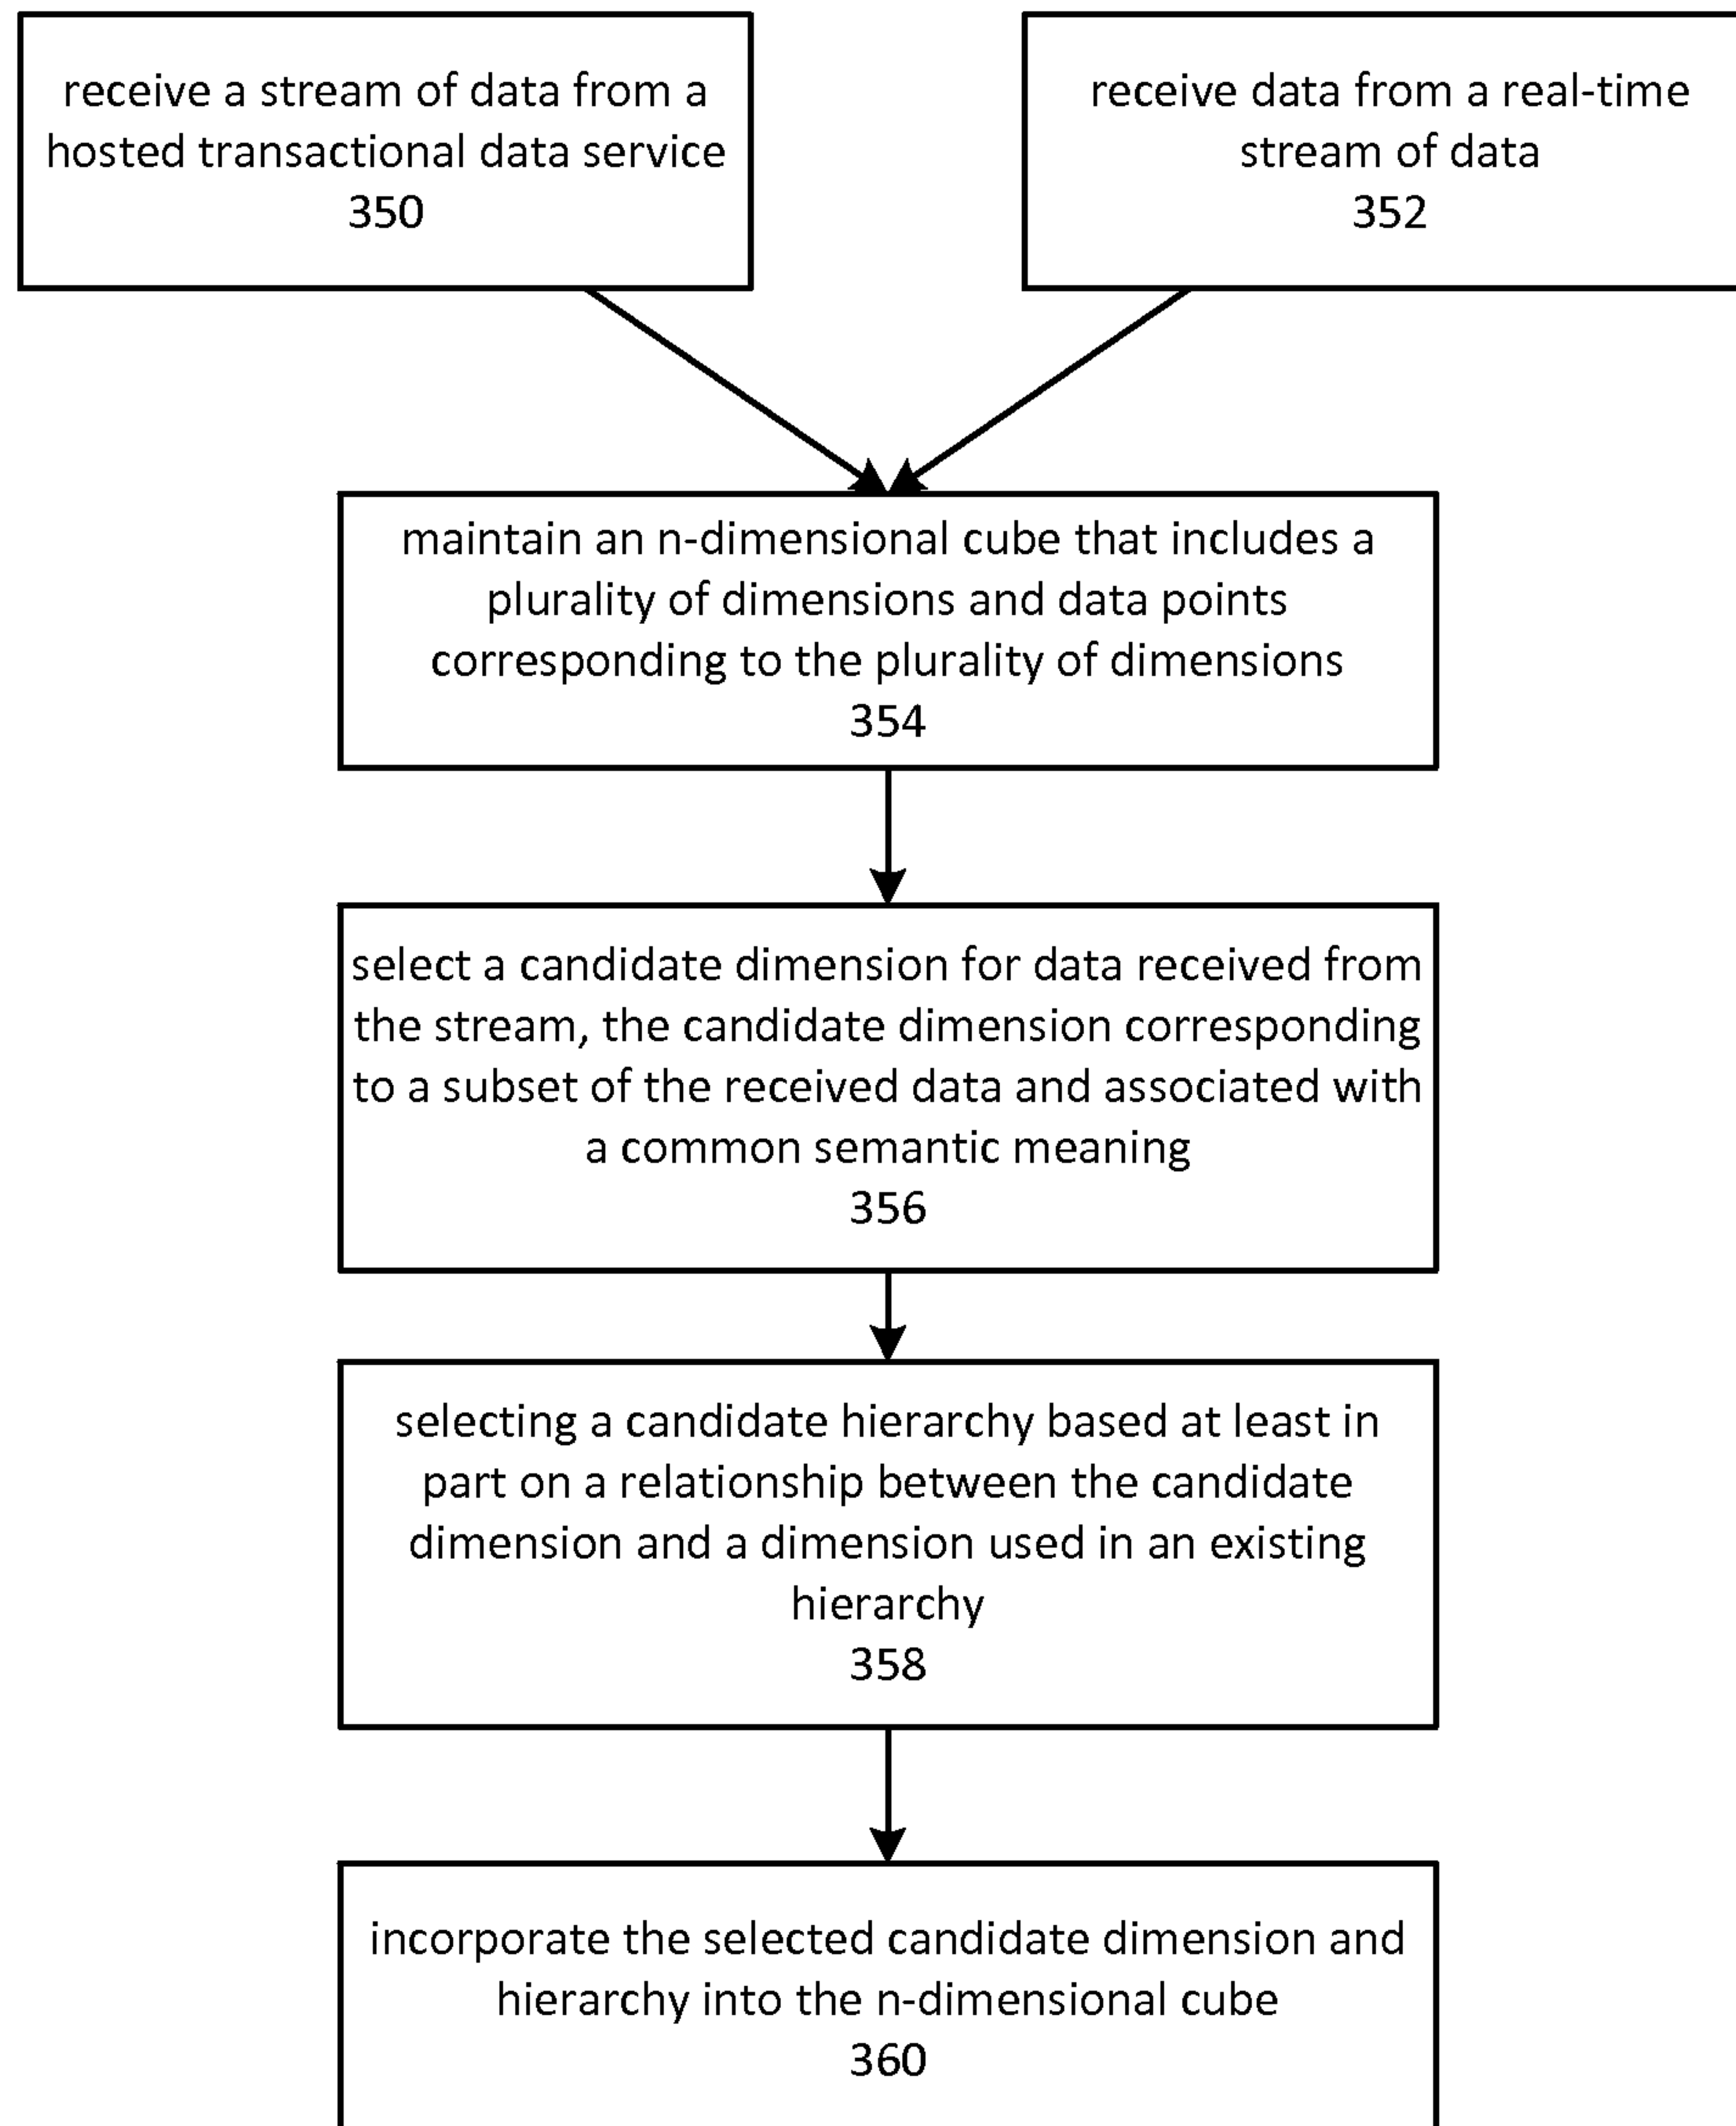 receive a stream of data from a
hosted transactional data service
350
receive data from a real-time
stream of data
352
maintain an n-dimensional cube that includes a
plurality of dimensions and data points
corresponding to the plurality of dimensions
354
select a candidate dimension for data received from
the stream, the candidate dimension corresponding
to a subset of the received data and associated with
a common semantic meaning
356
selecting a candidate hierarchy based at least in
part on a relationship between the candidate
dimension and a dimension used in an existing
hierarchy
358
incorporate the selected candidate dimension and
hierarchy into the n-dimensional cube
360